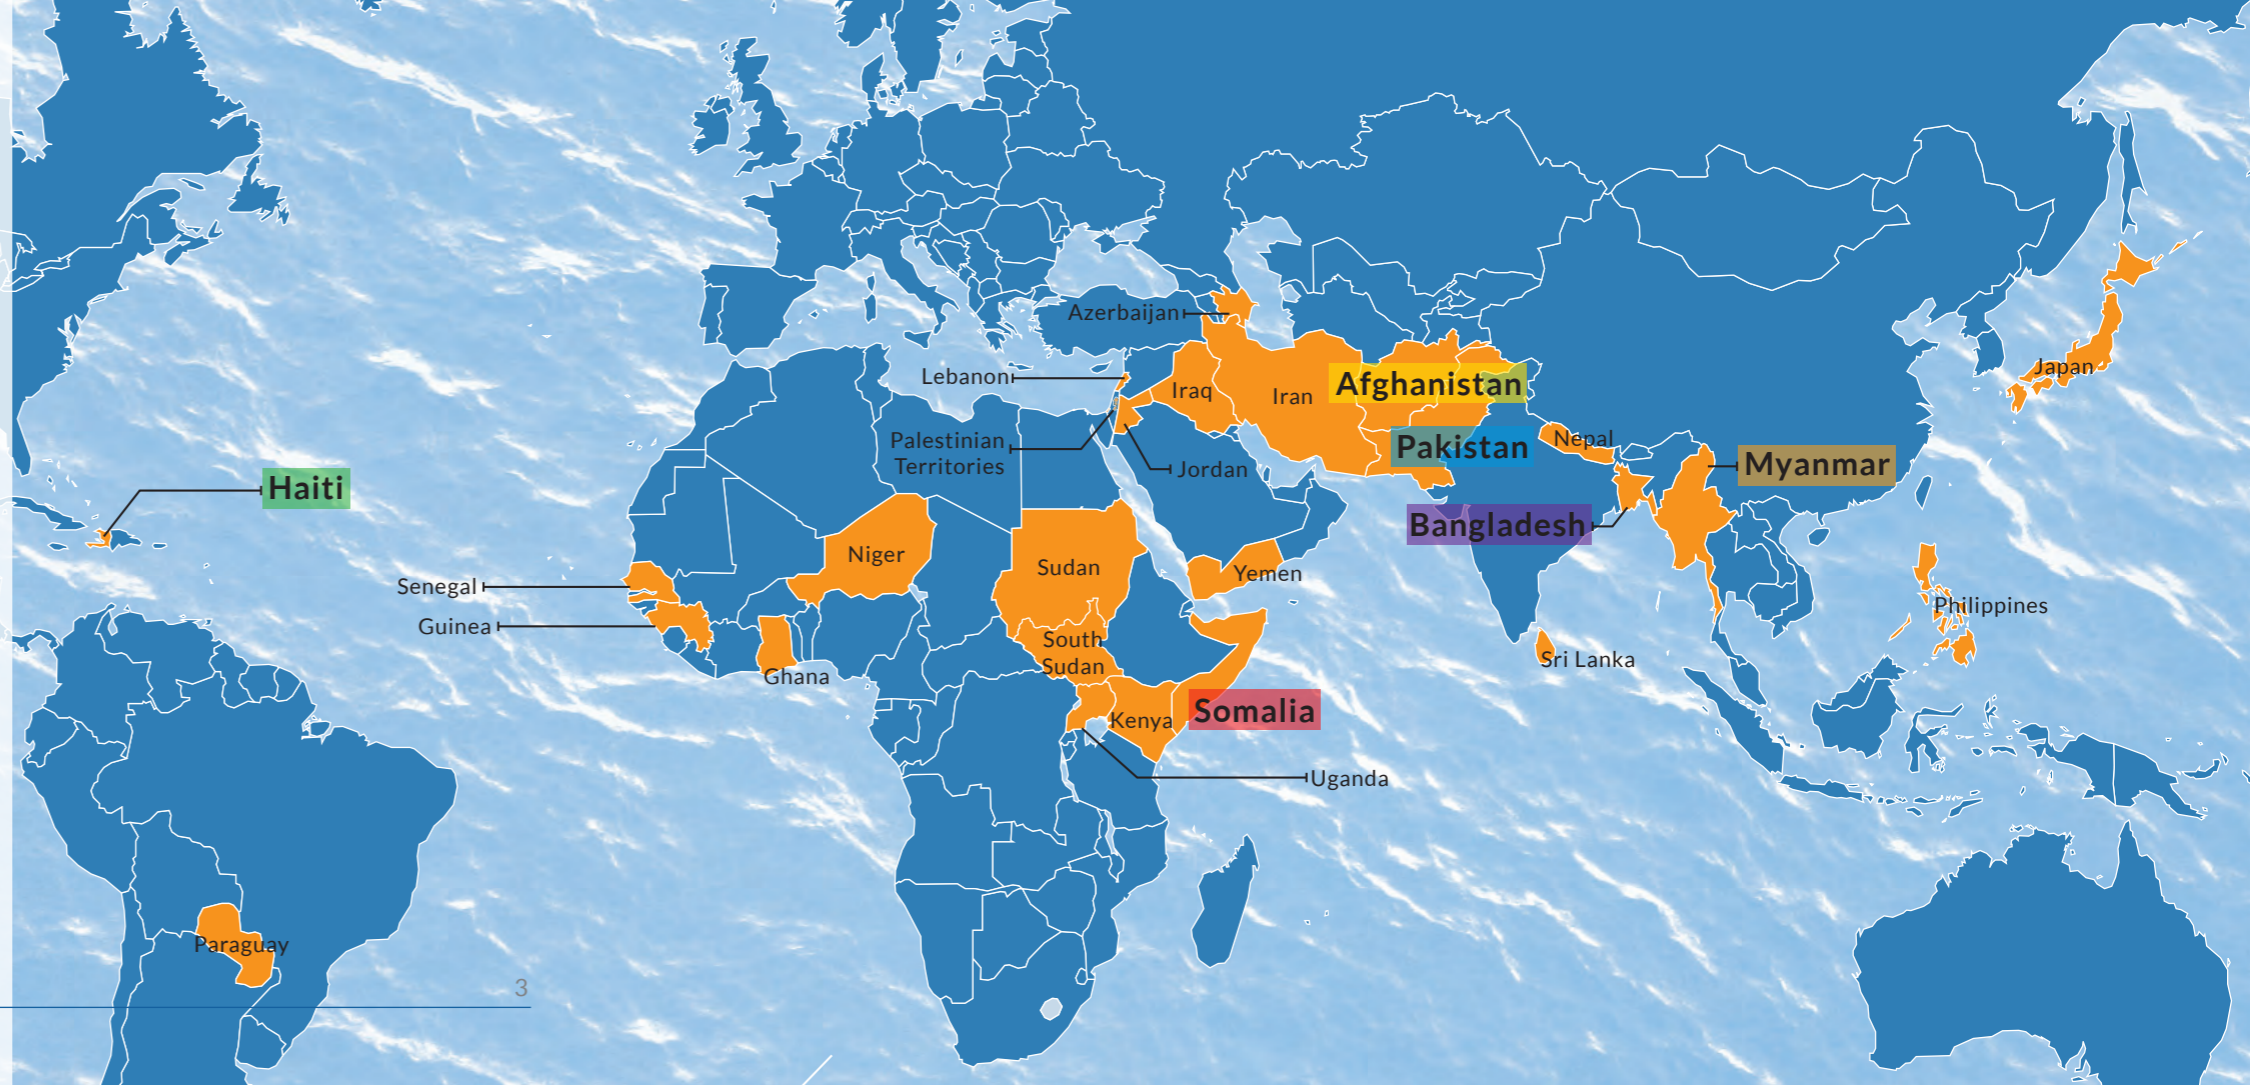 Azerbaijan
Lebanon
Iraq
Iran
Afghanistan
Japan
Palestinian
Territories
Jordan
Pakistan
Nepal
Myanmar
Haiti
Bangladesh
Niger
Sudan
Yemen
Senegal
Guinea
Philippines
South
Sudan
Ghana
Sri Lanka
Kenya
Somalia
Uganda
Paraguay
3